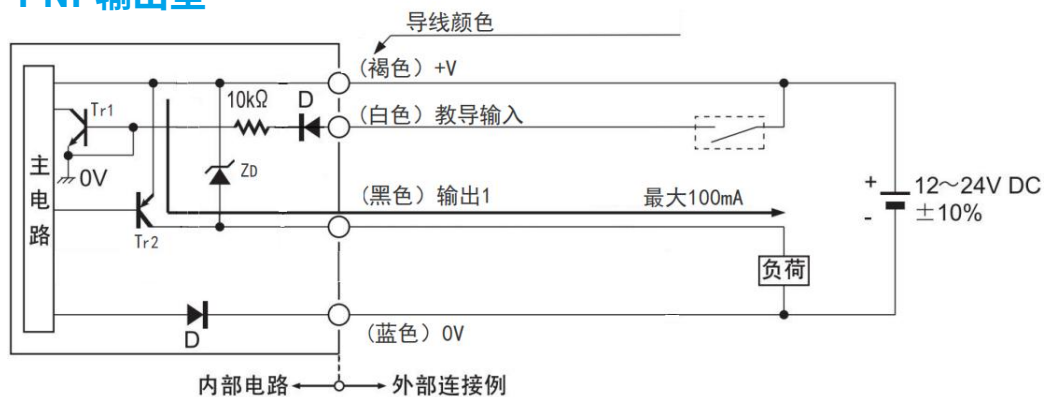 PNP输出型
导线颜色
(褐色) +V
10kΩ
D
(白色) 教导输入
Tr1
主电路
0V
ZD
(黑色) 输出1
最大100mA
+
12～24V DC
-
±10%
Tr2
负荷
D
(蓝色) 0V
内部电路
外部连接例